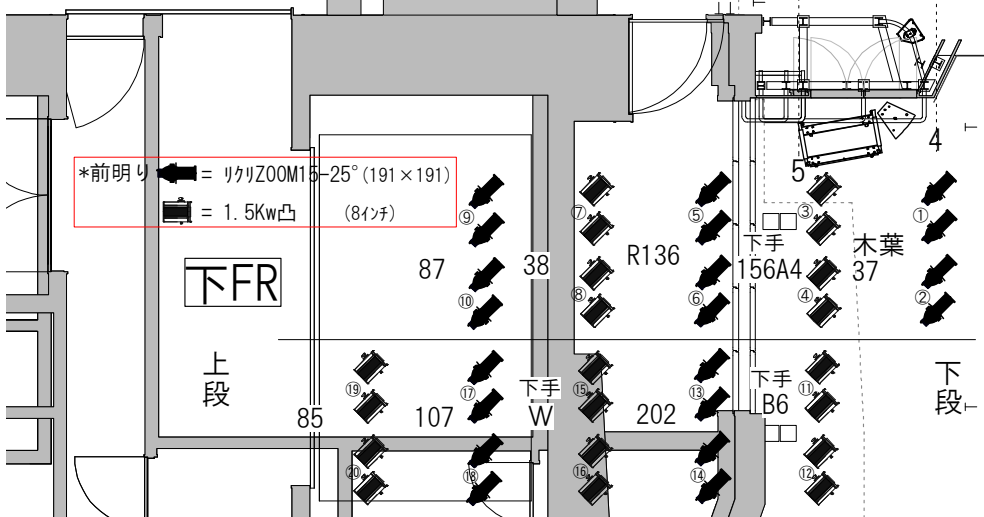 4
5
*前明り = リクリZOOM15-25°(191×191)
= 1.5Kw凸 (8インチ)
⑨ ⑦ ⑤ ③ ①
下FR
87
38
R136
下手
156A4
木葉
37
⑩ ⑧ ⑥ ④ ②
上段
下段
⑲ ⑰ ⑮ ⑬ ⑪
85
107
下手
W
202
下手
B6
⑳ ⑱ ⑯ ⑭ ⑫